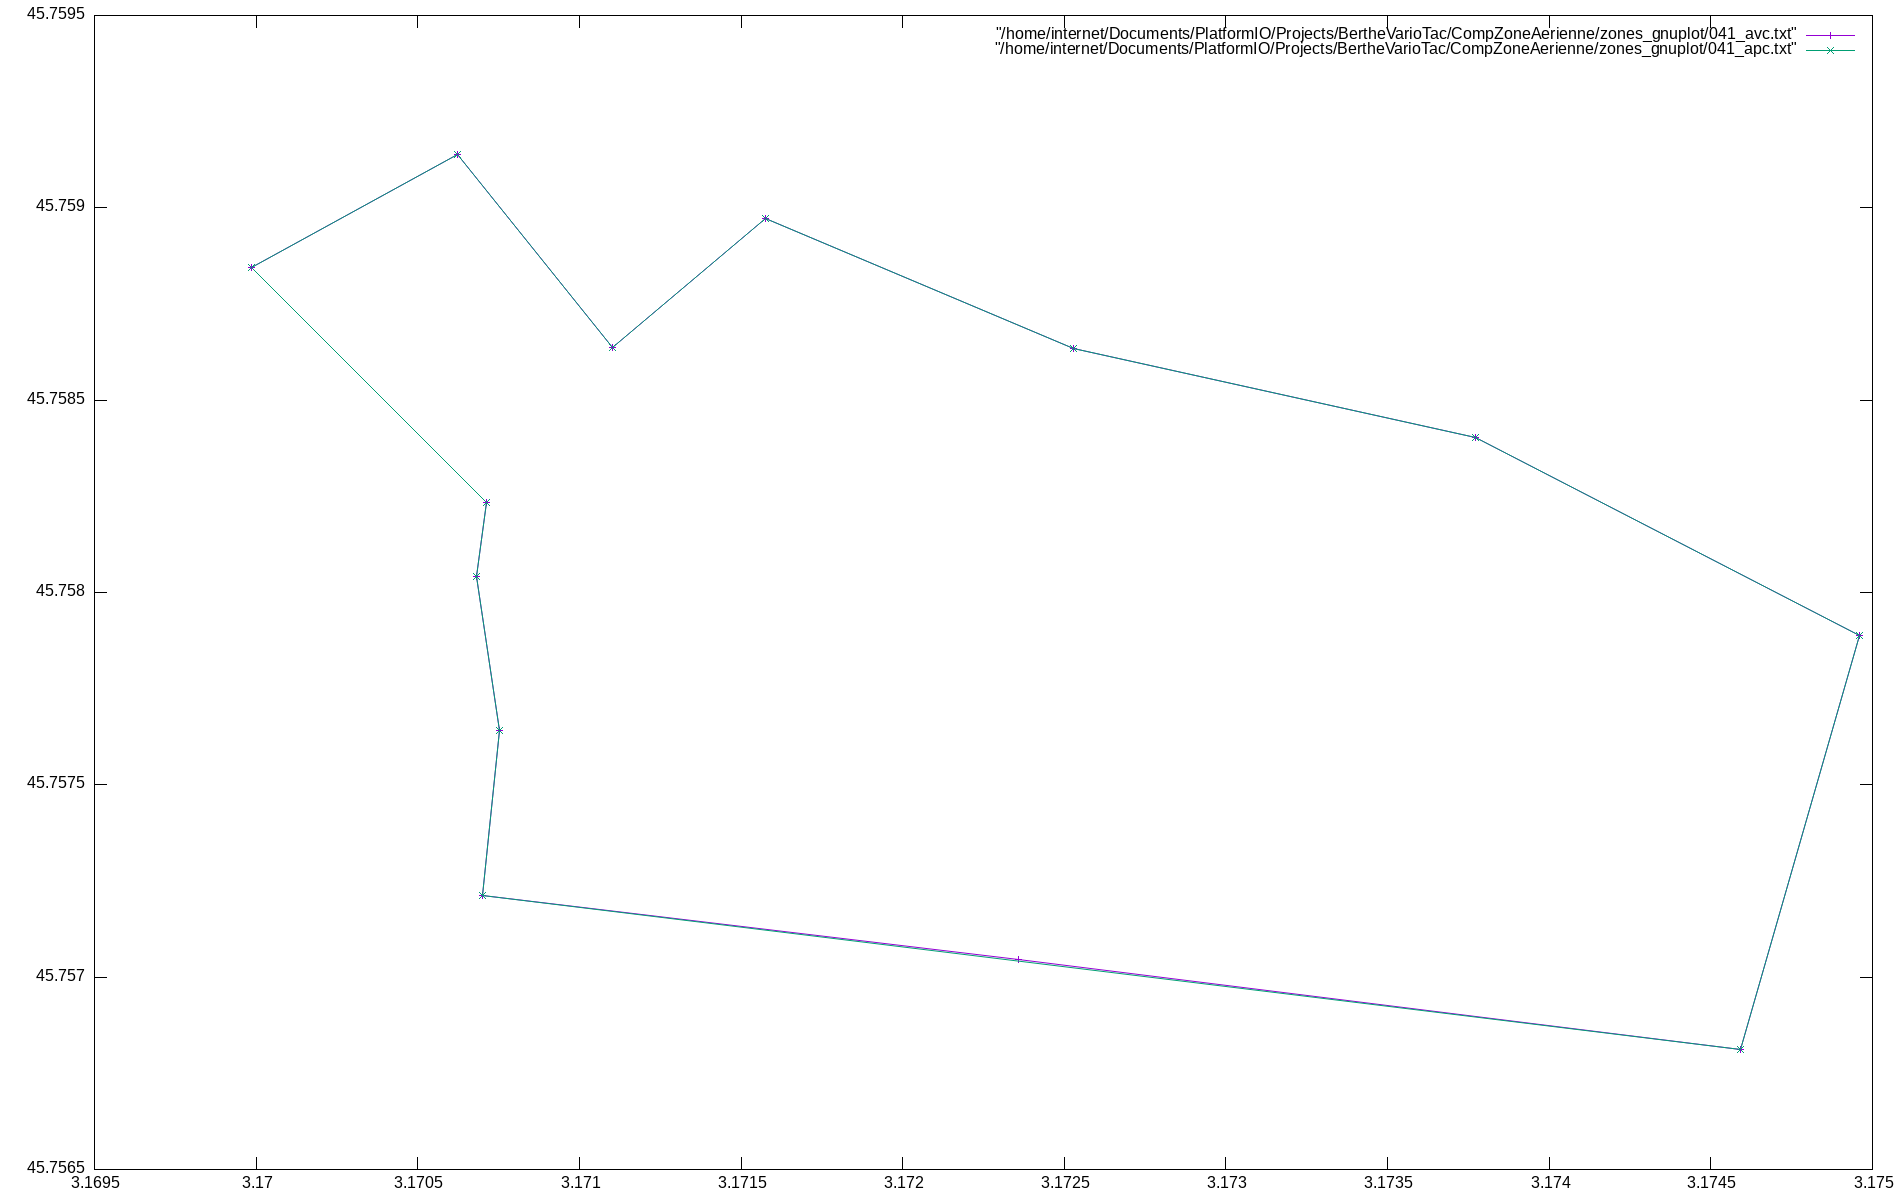 "/home/internet/Documents/PlatformIO/Projects/BertheVarioTac/CompZoneAerienne/zones_gnuplot/041_avc.txt"
"/home/internet/Documents/PlatformIO/Projects/BertheVarioTac/CompZoneAerienne/zones_gnuplot/041_apc.txt"
45.7595
45.759
45.7585
45.758
45.7575
45.757
45.7565
3.1695 3.17 3.1705 3.171 3.1715 3.172 3.1725 3.173 3.1735 3.174 3.1745 3.175